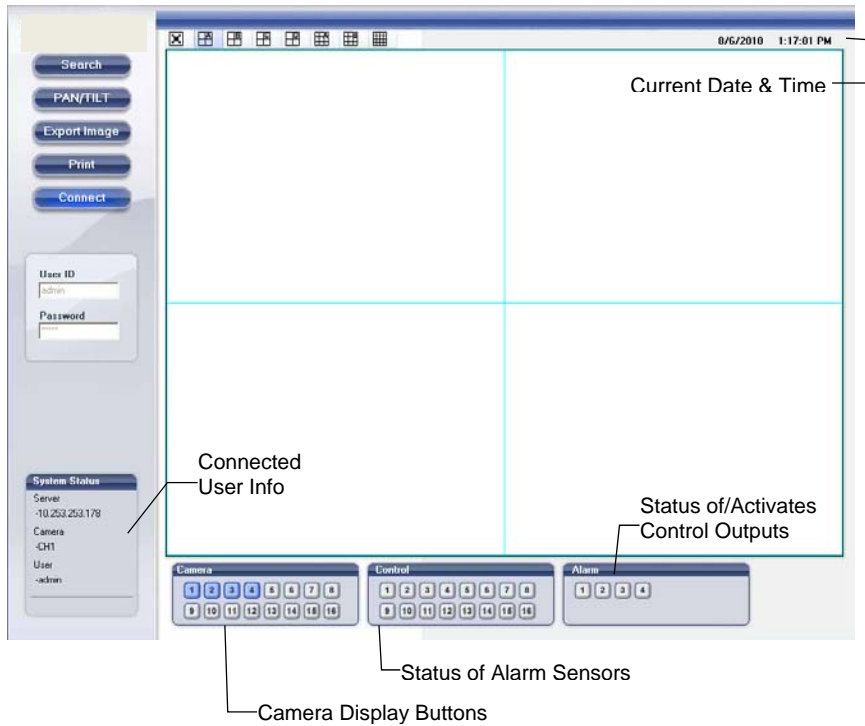 8/6/2010 1:17:01 PM
Current Date & Time
Search
PAN/TILT
Export Image
Print
Connect
User ID
admin
Password
Connected
User Info
System Status
Server
-10.253.253.178
Camera
-CH1
User
-admin
Status of/Activates
Control Outputs
Camera
1 2 3 4 5 6 7 8
9 10 11 12 13 14 15 16
Control
1 2 3 4 5 6 7 8
9 10 11 12 13 14 15 16
Alarm
1 2 3 4
Status of Alarm Sensors
Camera Display Buttons